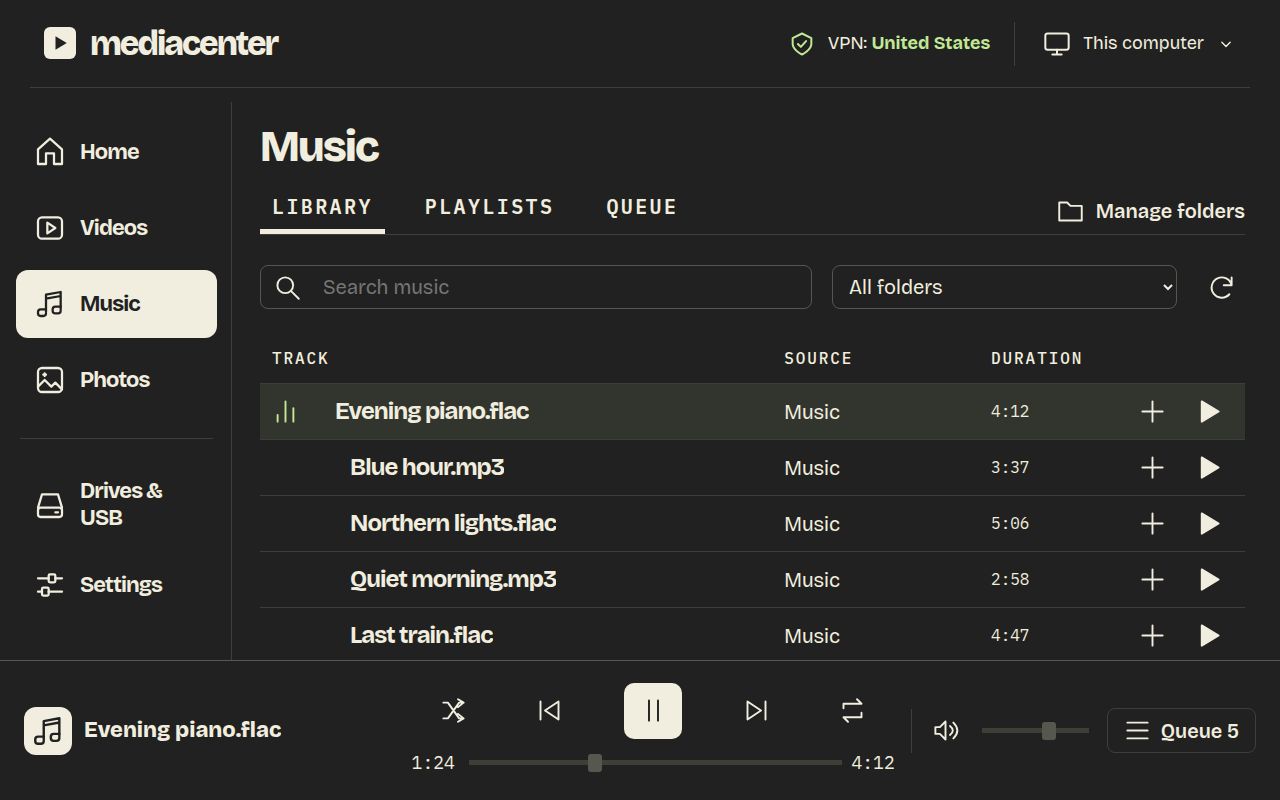 mediacenter
VPN: United States
This computer
Home
Videos
Music
Photos
Drives &
USB
Settings
Music
LIBRARY
PLAYLISTS
QUEUE
Manage folders
Search music
All folders
TRACK
SOURCE
DURATION
Evening piano.flac
Music
4:12
Blue hour.mp3
Music
3:37
Northern lights.flac
Music
5:06
Quiet morning.mp3
Music
2:58
Last train.flac
Music
4:47
Evening piano.flac
1:24
4:12
Queue 5